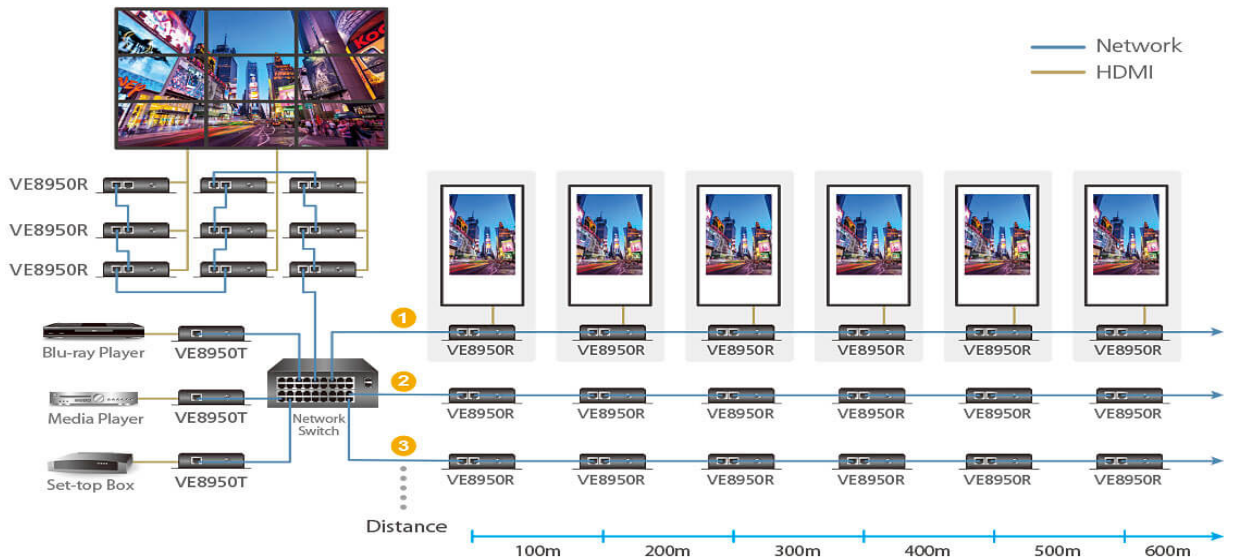 Network
HDMI
Kod
VE8950R
VE8950R
VE8950R
Blu-ray Player
VE8950T
Media Player
VE8950T
Set-top Box
VE8950T
Network
Switch
1
VE8950R VE8950R VE8950R VE8950R VE8950R VE8950R
2
VE8950R VE8950R VE8950R VE8950R VE8950R VE8950R
3
VE8950R VE8950R VE8950R VE8950R VE8950R VE8950R
Distance
100m 200m 300m 400m 500m 600m